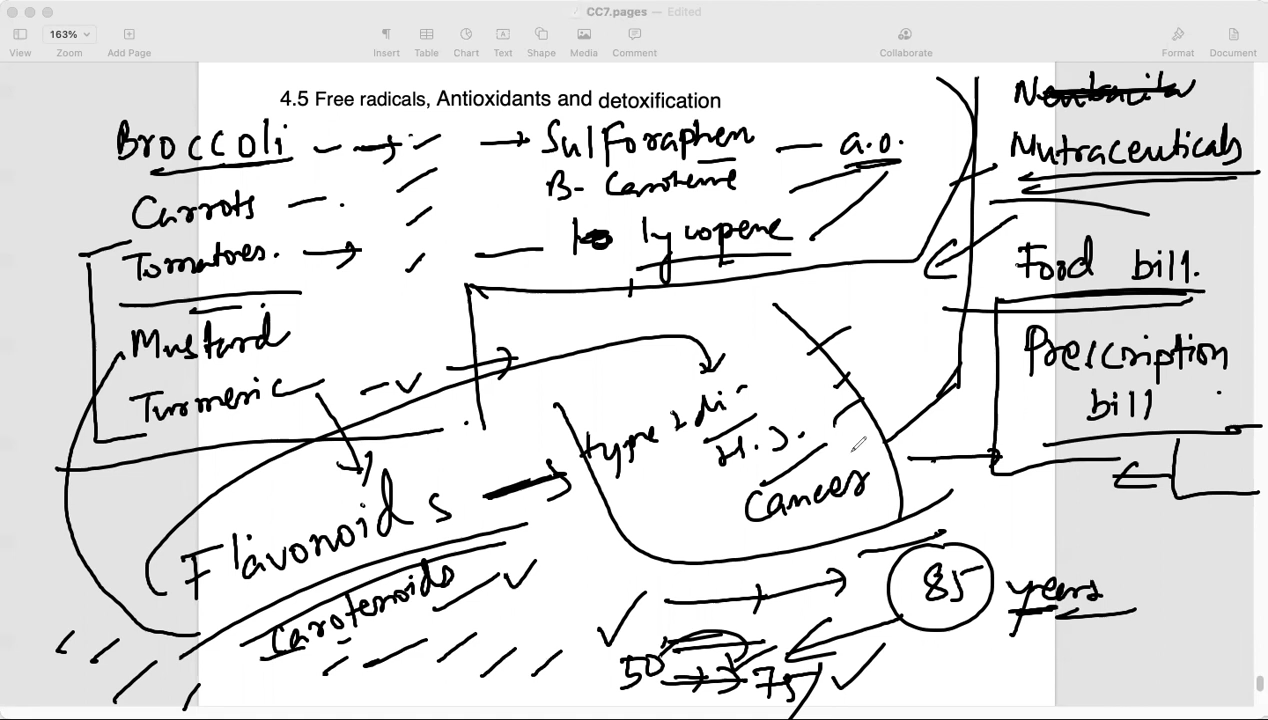 CC7.pages — Edited
163%
View Zoom Add Page Insert Table Chart Text Shape Media Comment Collaborate Format Document
4.5 Free radicals, Antioxidants and detoxification
Broccoli → → Sulforaphen — a.o.
B- Carotene
Carrots
Tomatoes. → lycopene
Mustard
Turmeric
type 2 di-
H.D.
Cancer
Flavonoids
Carotenoids
Nutraceuticals
Food bill.
Prescription
bill
85 years
50 → 75